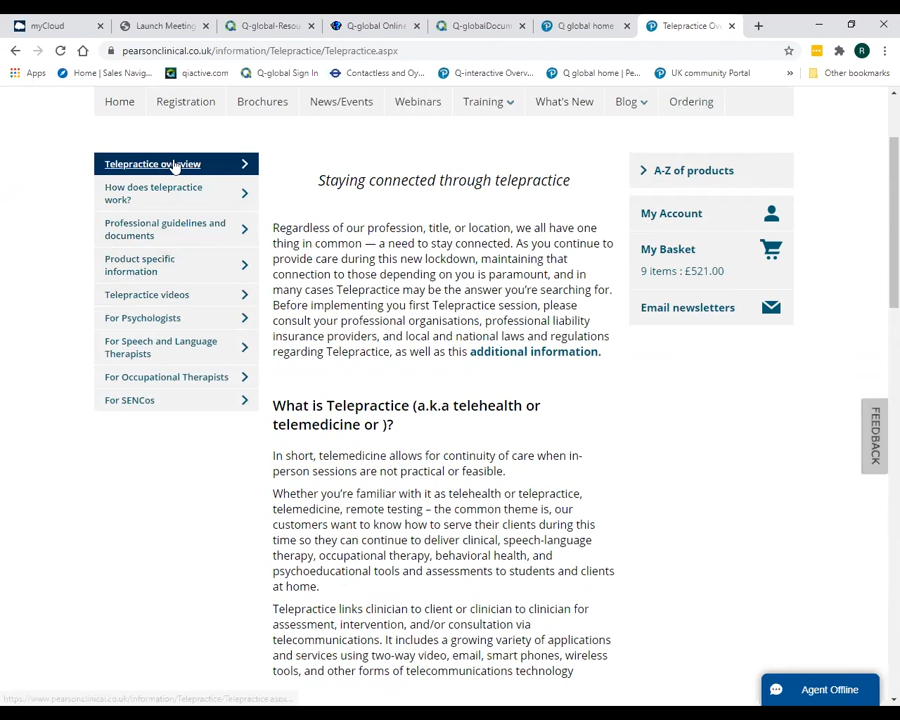 myCloud
Launch Meeting
Q-global-Resou
Q-global Online
Q-globalDocum
Q global home
Telepractice Ov
pearsonclinical.co.uk/information/Telepractice/Telepractice.aspx
R
Apps
Home | Sales Navig...
qiactive.com
Q-global Sign In
Contactless and Oy...
Q-interactive Overv...
Q global home | Pe...
UK community Portal
»
Other bookmarks
Home
Registration
Brochures
News/Events
Webinars
Training
What's New
Blog
Ordering
Telepractice overview
How does telepractice
work?
Professional guidelines and
documents
Product specific
information
Telepractice videos
For Psychologists
For Speech and Language
Therapists
For Occupational Therapists
For SENCos
Staying connected through telepractice
Regardless of our profession, title, or location, we all have one
thing in common — a need to stay connected. As you continue to
provide care during this new lockdown, maintaining that
connection to those depending on you is paramount, and in
many cases Telepractice may be the answer you're searching for.
Before implementing you first Telepractice session, please
consult your professional organisations, professional liability
insurance providers, and local and national laws and regulations
regarding Telepractice, as well as this additional information.
What is Telepractice (a.k.a telehealth or
telemedicine or )?
In short, telemedicine allows for continuity of care when in-
person sessions are not practical or feasible.
Whether you're familiar with it as telehealth or telepractice,
telemedicine, remote testing – the common theme is, our
customers want to know how to serve their clients during this
time so they can continue to deliver clinical, speech-language
therapy, occupational therapy, behavioral health, and
psychoeducational tools and assessments to students and clients
at home.
Telepractice links clinician to client or clinician to clinician for
assessment, intervention, and/or consultation via
telecommunications. It includes a growing variety of applications
and services using two-way video, email, smart phones, wireless
tools, and other forms of telecommunications technology
A-Z of products
My Account
My Basket
9 items : £521.00
Email newsletters
FEEDBACK
Agent Offline
https://www.pearsonclinical.co.uk/information/Telepractice/Telepractice.aspx...